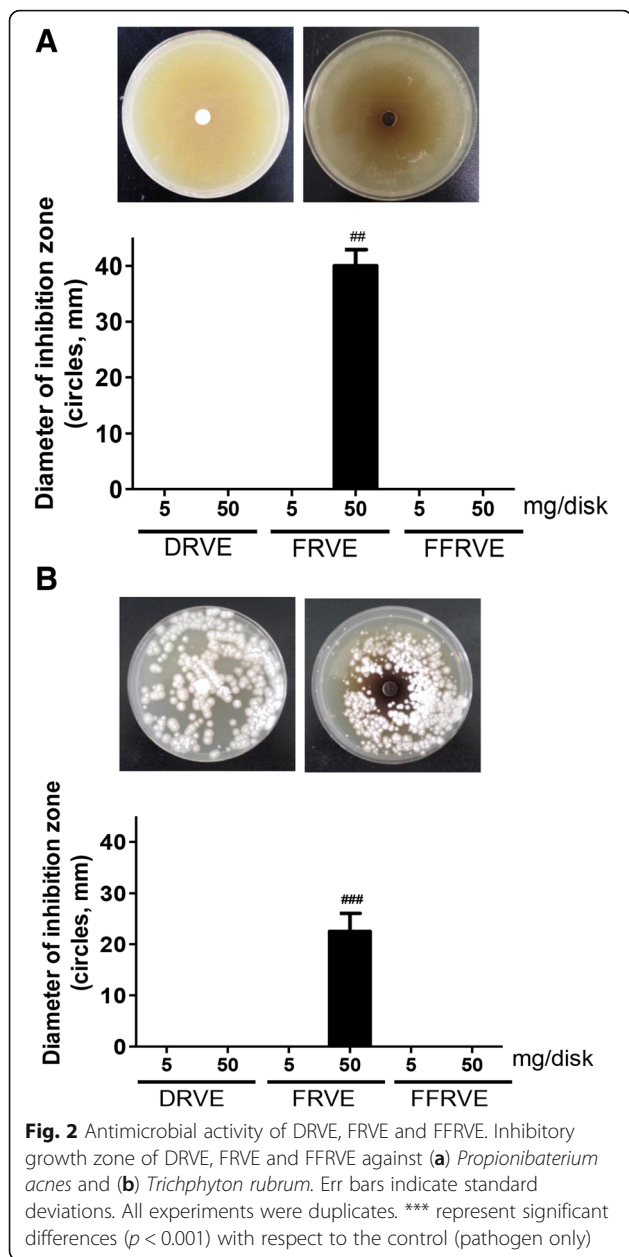 A
Diameter of inhibition zone
(circles, mm)
40
30
20
10
0
##
5 50 5 50 5 50 mg/disk
DRVE FRVE FFRVE
B
Diameter of inhibition zone
(circles, mm)
40
30
20
10
0
###
5 50 5 50 5 50 mg/disk
DRVE FRVE FFRVE
Fig. 2 Antimicrobial activity of DRVE, FRVE and FFRVE. Inhibitory
growth zone of DRVE, FRVE and FFRVE against (a) Propionibaterium
acnes and (b) Trichphyton rubrum. Err bars indicate standard
deviations. All experiments were duplicates. *** represent significant
differences (p < 0.001) with respect to the control (pathogen only)